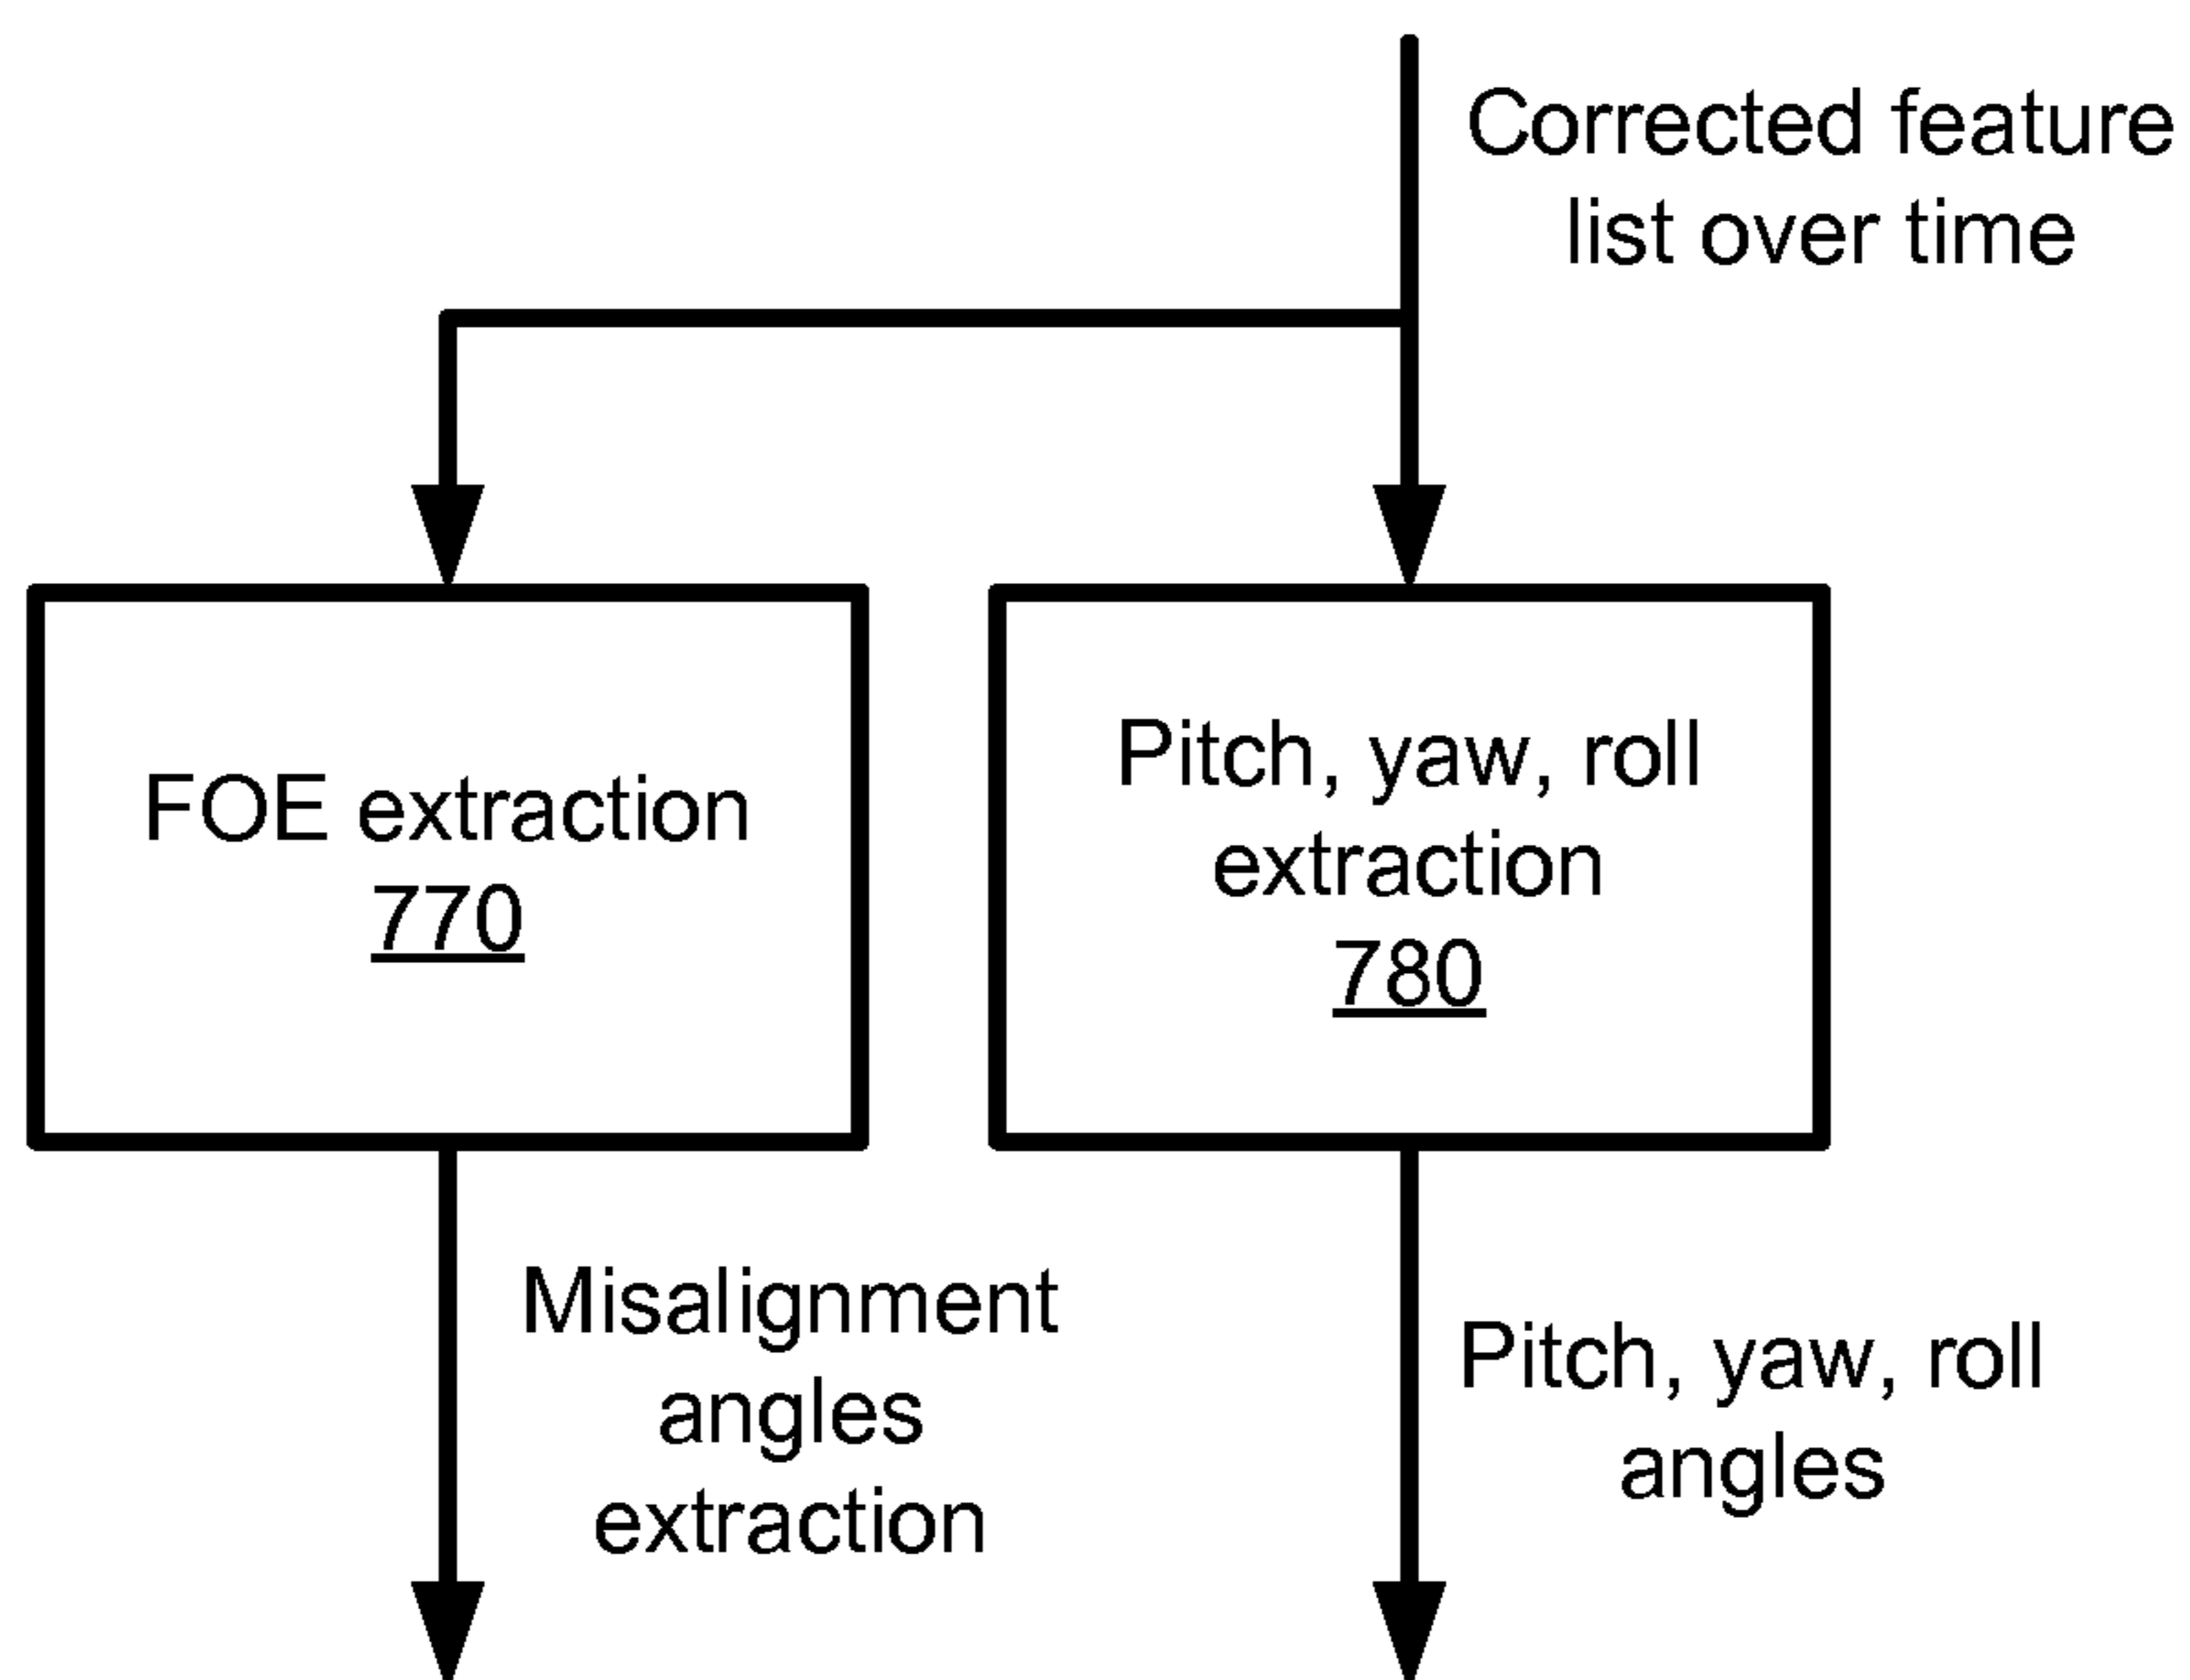 Corrected feature
list over time
FOE extraction
770
Pitch, yaw, roll
extraction
780
Misalignment
angles
extraction
Pitch, yaw, roll
angles